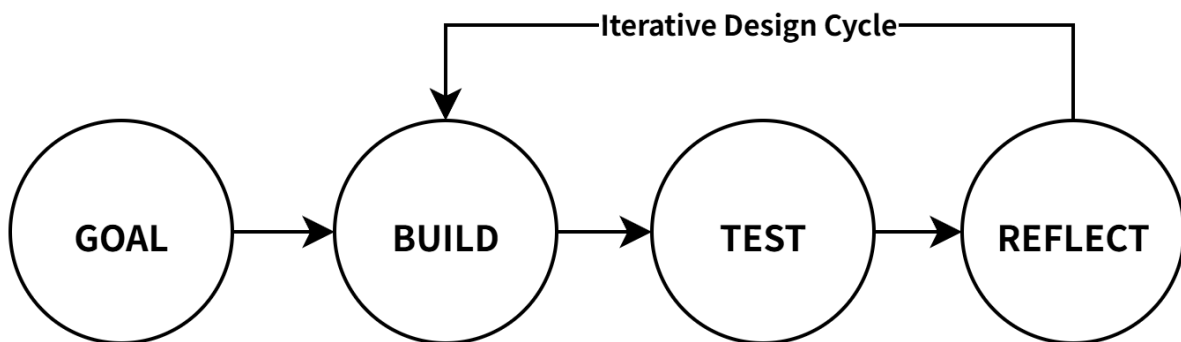 Iterative Design Cycle
GOAL
BUILD
TEST
REFLECT